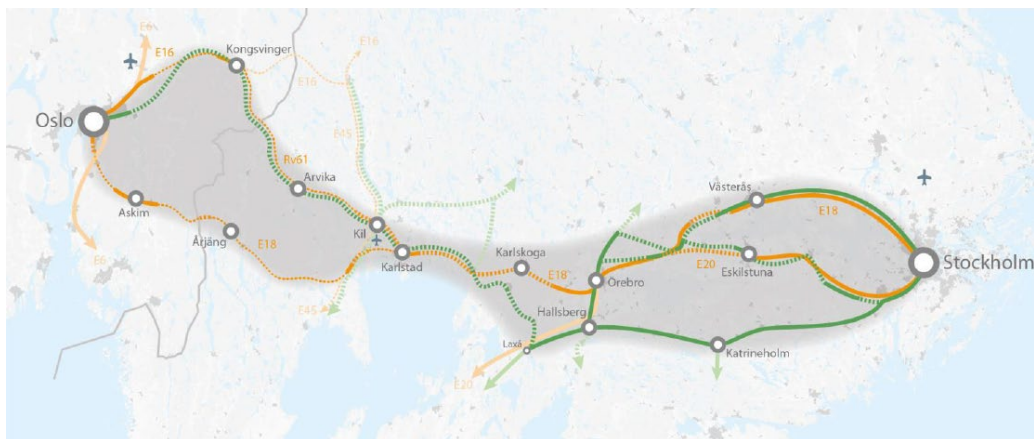 E6
E16
Kongsvinger
E16
E16
Oslo
E45
Rv61
Arvika
Västerås
E18
Askim
Årjäng
E18
Kil
Karlstad
Karlskoga
E18
E20
Eskilstuna
Stockholm
Örebro
E6
E45
Hallsberg
Laxå
Katrineholm
E20